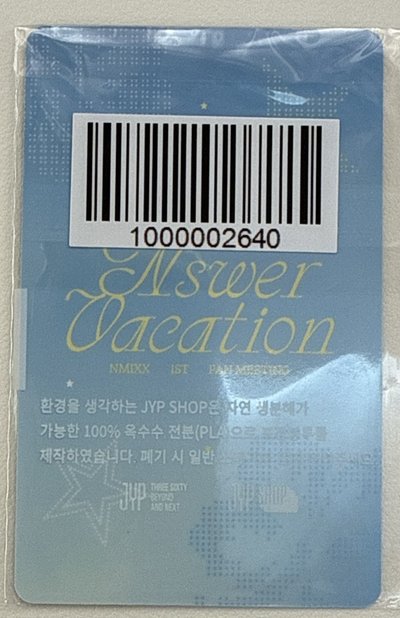 1000002640
Nswer
Vacation
NMIXX 1ST FAN MEETING
환경을 생각하는 JYP SHOP은 자연 생분해가
가능한 100% 옥수수 전분(PLA)으로
제작하였습니다. 폐기 시 일반
JYP THREE SIXTY
BEYOND
AND NEXT
JYP SHOP